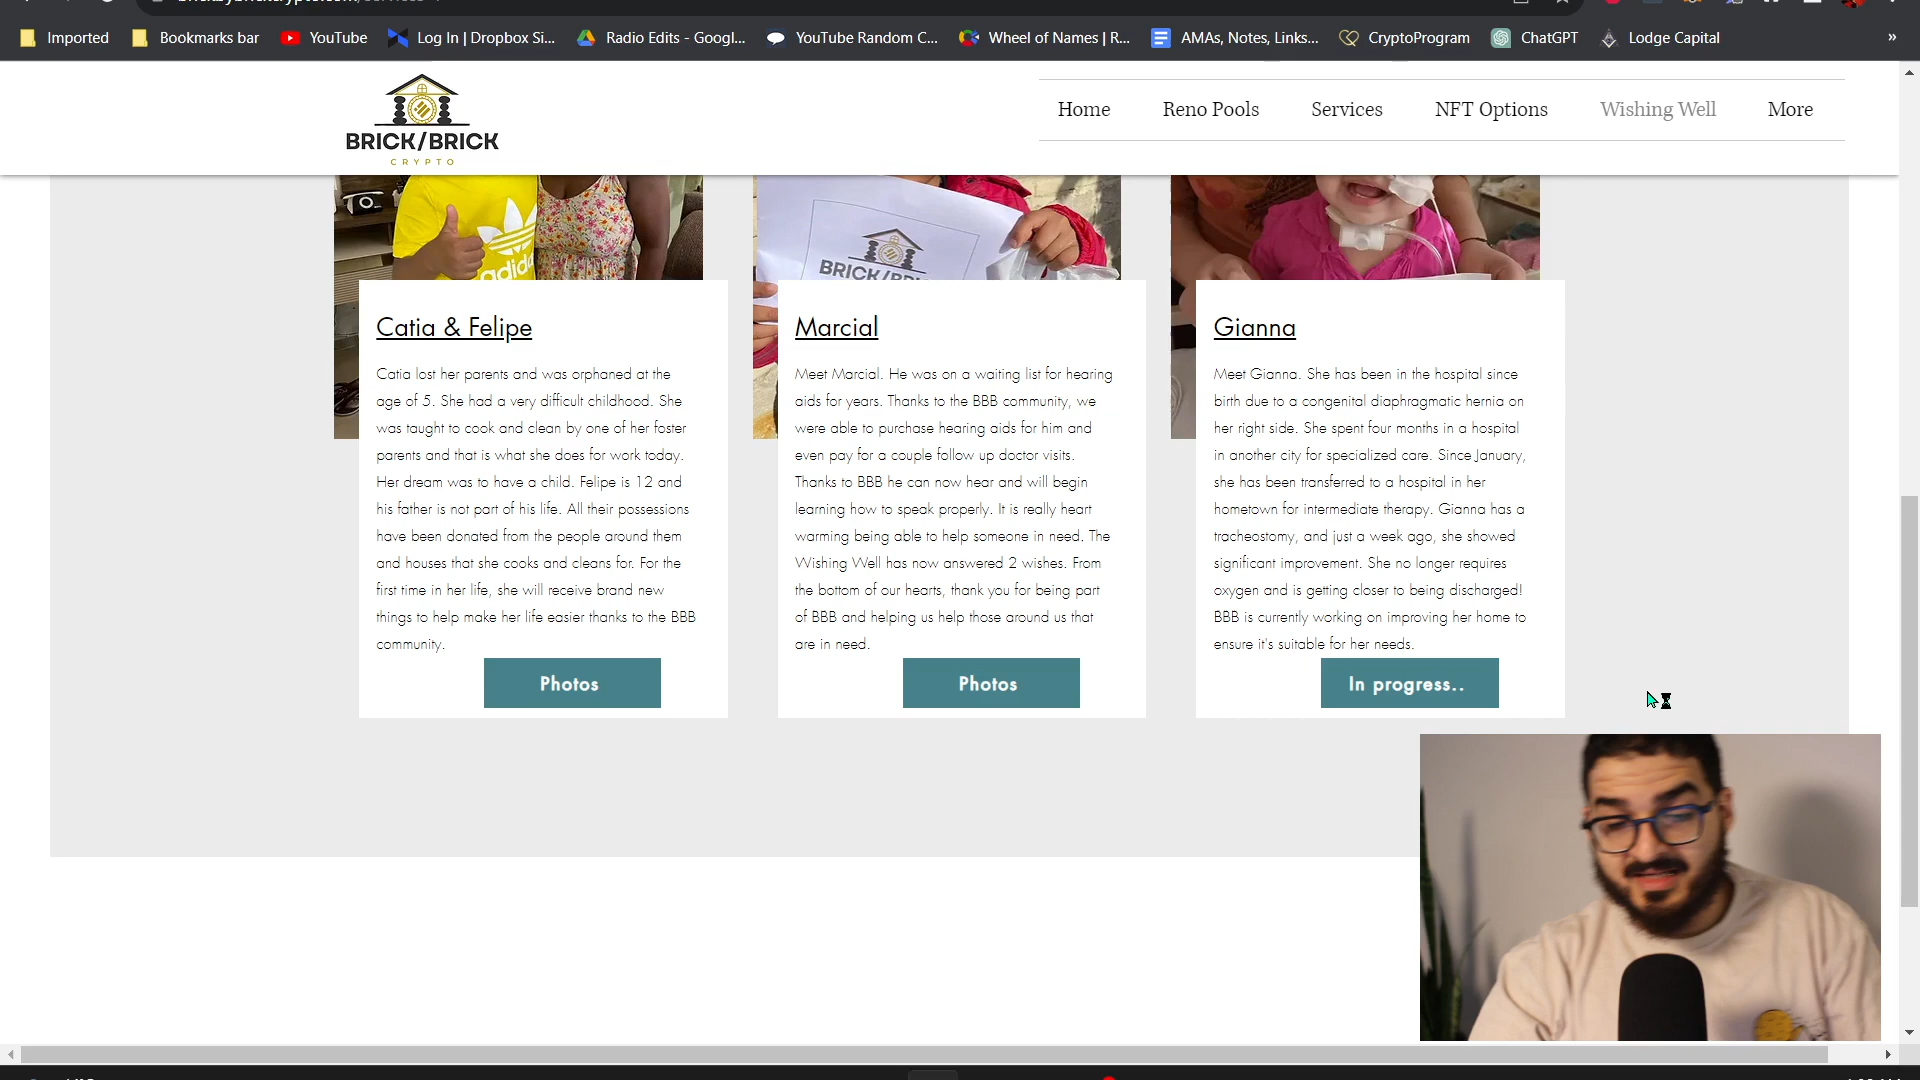 Imported
Bookmarks bar
YouTube
Log In | Dropbox Si...
Radio Edits - Googl...
YouTube Random C...
Wheel of Names | R...
AMAs, Notes, Links...
CryptoProgram
ChatGPT
Lodge Capital
»
BRICK/BRICK
CRYPTO
Home
Reno Pools
Services
NFT Options
Wishing Well
More
adidas
BRICK/BRI
Catia & Felipe
Catia lost her parents and was orphaned at the
age of 5. She had a very difficult childhood. She
was taught to cook and clean by one of her foster
parents and that is what she does for work today.
Her dream was to have a child. Felipe is 12 and
his father is not part of his life. All their possessions
have been donated from the people around them
and houses that she cooks and cleans for. For the
first time in her life, she will receive brand new
things to help make her life easier thanks to the BBB
community.
Photos
Marcial
Meet Marcial. He was on a waiting list for hearing
aids for years. Thanks to the BBB community, we
were able to purchase hearing aids for him and
even pay for a couple follow up doctor visits.
Thanks to BBB he can now hear and will begin
learning how to speak properly. It is really heart
warming being able to help someone in need. The
Wishing Well has now answered 2 wishes. From
the bottom of our hearts, thank you for being part
of BBB and helping us help those around us that
are in need.
Photos
Gianna
Meet Gianna. She has been in the hospital since
birth due to a congenital diaphragmatic hernia on
her right side. She spent four months in a hospital
in another city for specialized care. Since January,
she has been transferred to a hospital in her
hometown for intermediate therapy. Gianna has a
tracheostomy, and just a week ago, she showed
significant improvement. She no longer requires
oxygen and is getting closer to being discharged!
BBB is currently working on improving her home to
ensure it's suitable for her needs.
In progress..